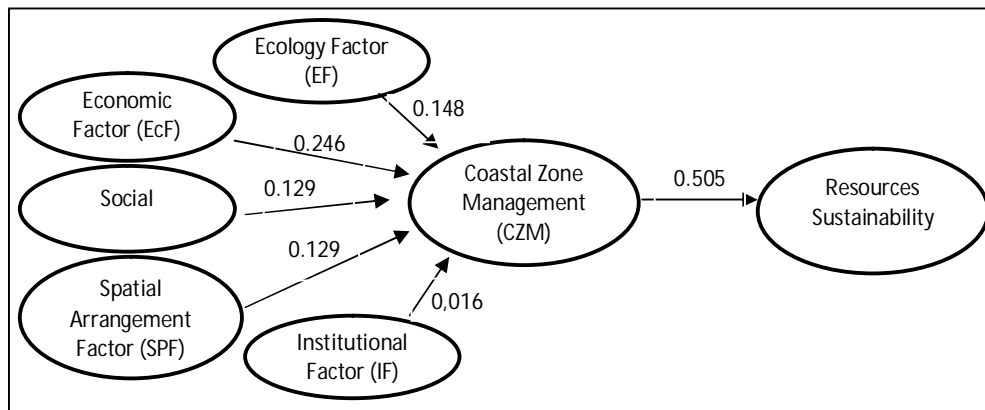 Ecology Factor
(EF)
0.148
Economic
Factor (EcF)
0.246
Social
0.129
Spatial
Arrangement
Factor (SPF)
0.129
Institutional
Factor (IF)
0,016
Coastal Zone
Management
(CZM)
0.505
Resources
Sustainability